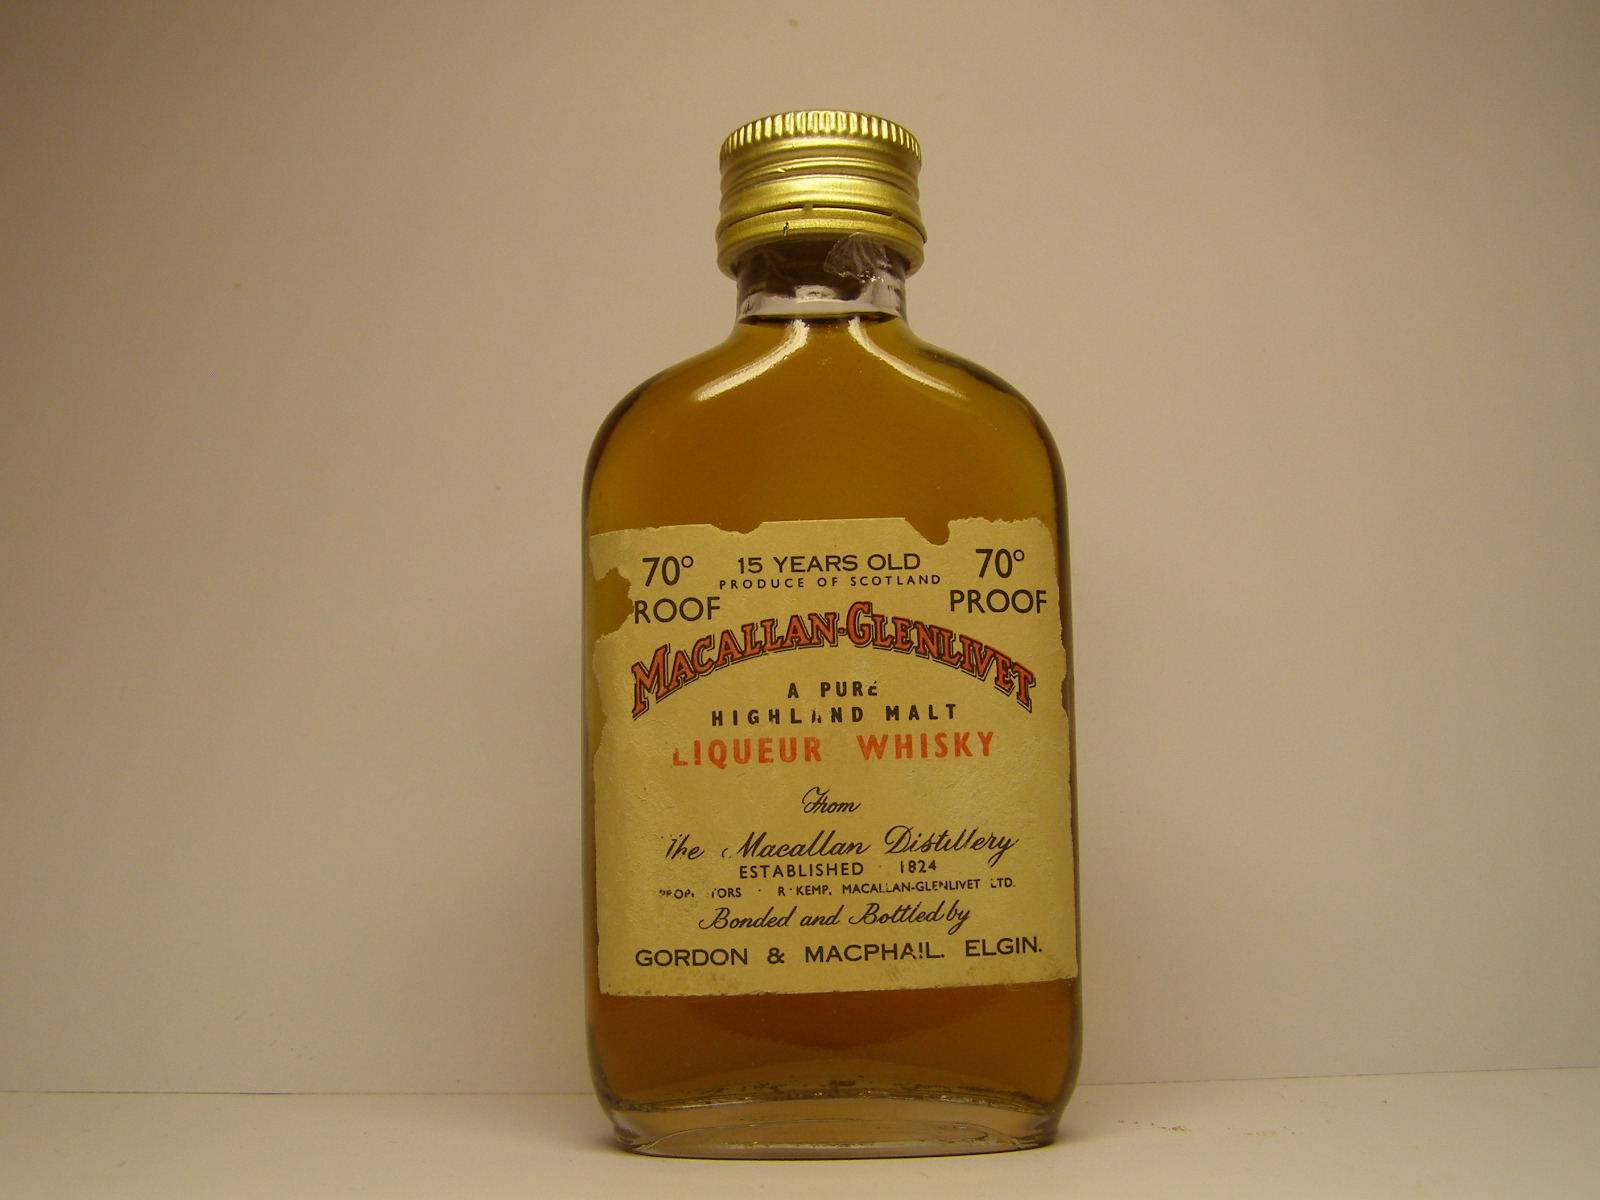 70° 15 YEARS OLD 70°
PRODUCE OF SCOTLAND
ROOF PROOF
MACALLAN-GLENLIVET
A PURE
HIGHLAND MALT
LIQUEUR WHISKY
From
The Macallan Distillery
ESTABLISHED 1824
R. KEMP, MACALLAN-GLENLIVET LTD.
Bonded and Bottled by
GORDON & MACPHAIL. ELGIN.